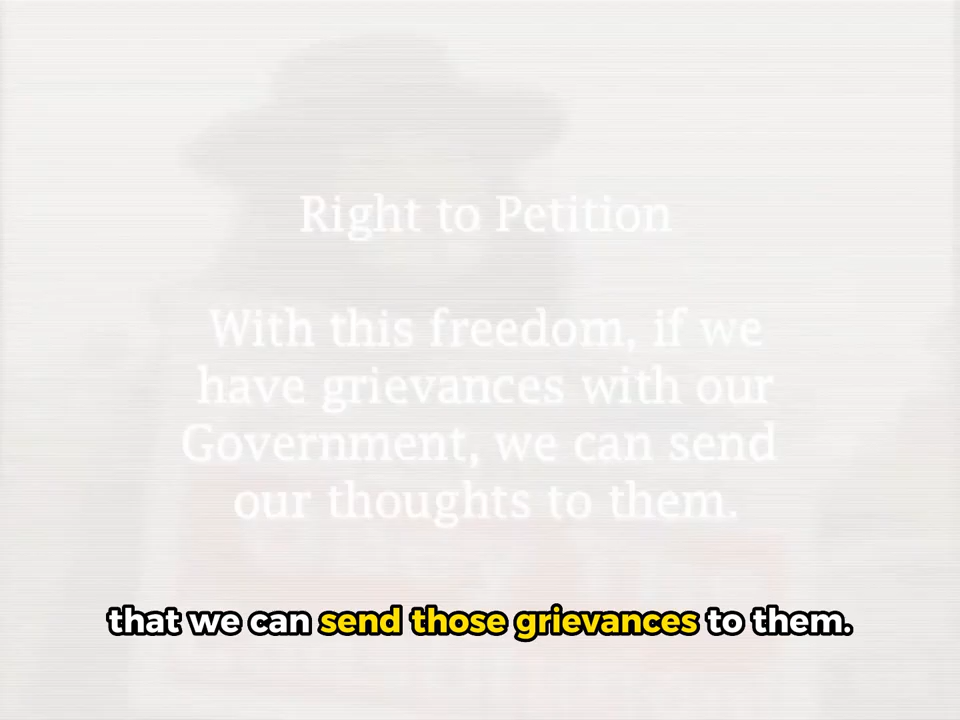 Right to Petition
With this freedom, if we
have grievances with our
Government, we can send
our thoughts to them.
that we can send those grievances to them.